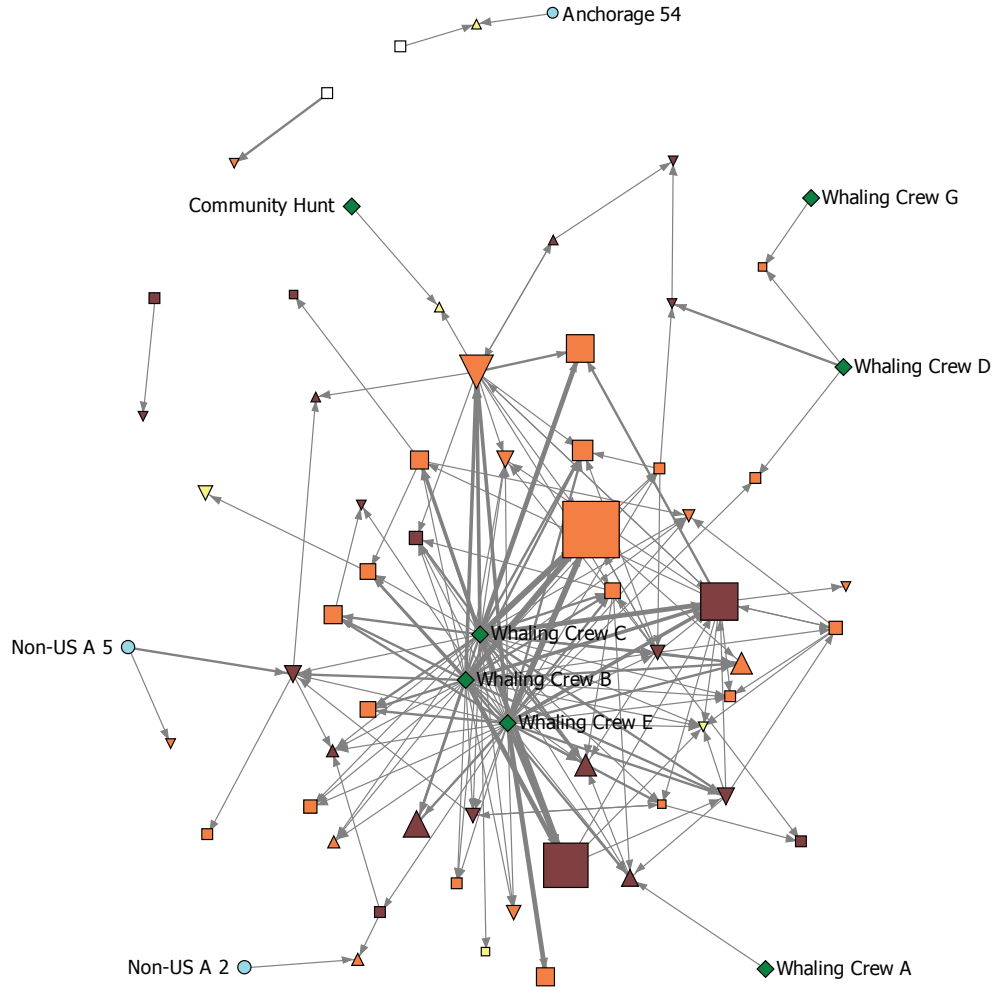 Anchorage 54
Community Hunt
Whaling Crew G
Whaling Crew D
Whaling Crew C
Non-US A 5
Whaling Crew B
Whaling Crew E
Non-US A 2
Whaling Crew A